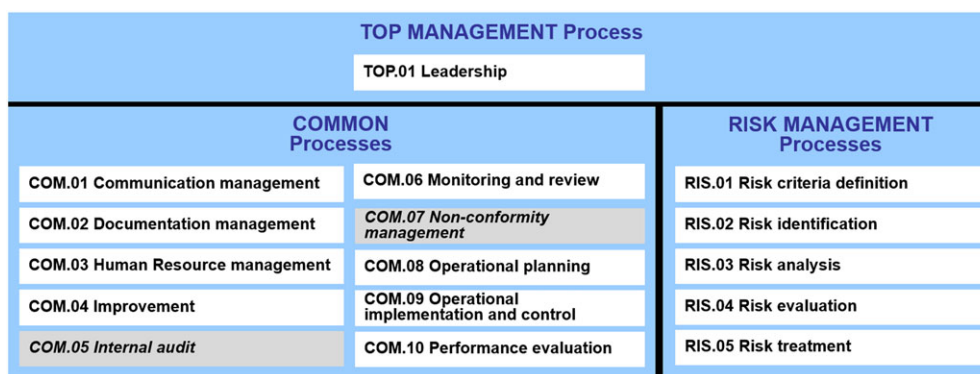 TOP MANAGEMENT Process
TOP.01 Leadership
COMMON
Processes
COM.01 Communication management
COM.02 Documentation management
COM.03 Human Resource management
COM.04 Improvement
COM.05 Internal audit
COM.06 Monitoring and review
COM.07 Non-conformity
management
COM.08 Operational planning
COM.09 Operational
implementation and control
COM.10 Performance evaluation
RISK MANAGEMENT
Processes
RIS.01 Risk criteria definition
RIS.02 Risk identification
RIS.03 Risk analysis
RIS.04 Risk evaluation
RIS.05 Risk treatment